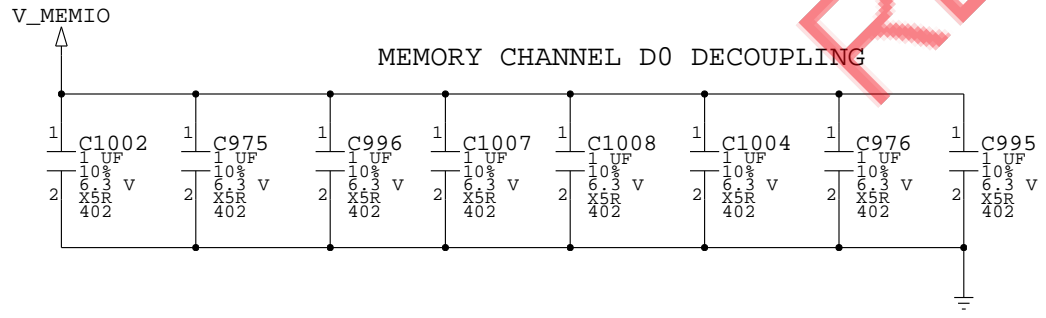 V_MEMIO
MEMORY CHANNEL D0 DECOUPLING
1
C1002
1 UF
10%
6.3 V
X5R
402
2
1
C975
1 UF
10%
6.3 V
X5R
402
2
1
C996
1 UF
10%
6.3 V
X5R
402
2
1
C1007
1 UF
10%
6.3 V
X5R
402
2
1
C1008
1 UF
10%
6.3 V
X5R
402
2
1
C1004
1 UF
10%
6.3 V
X5R
402
2
1
C976
1 UF
10%
6.3 V
X5R
402
2
1
C995
1 UF
10%
6.3 V
X5R
402
2